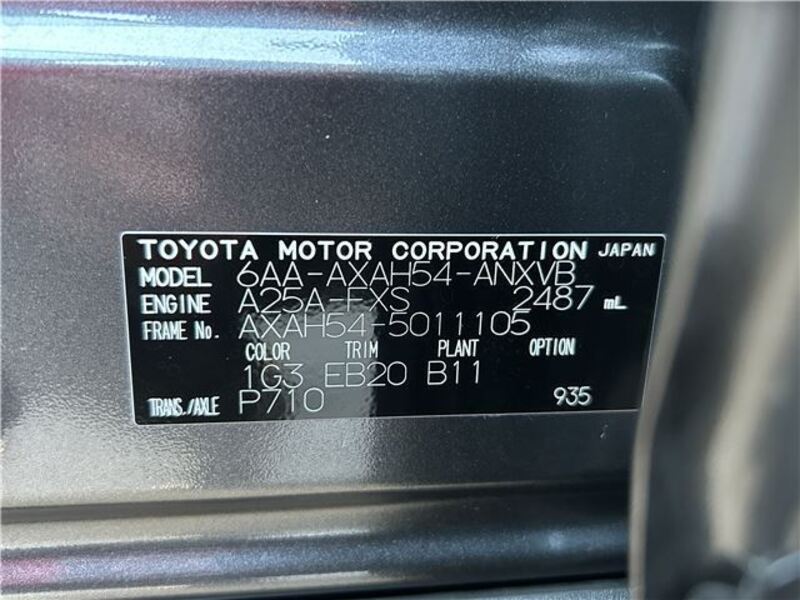 TOYOTA MOTOR CORPORATION JAPAN
MODEL 6AA-AXAH54-ANXVB
ENGINE A25A-FXS 2487 mL
FRAME No. AXAH54-5011105
COLOR TRIM PLANT OPTION
1G3 EB20 B11
TRANS./AXLE P710 935